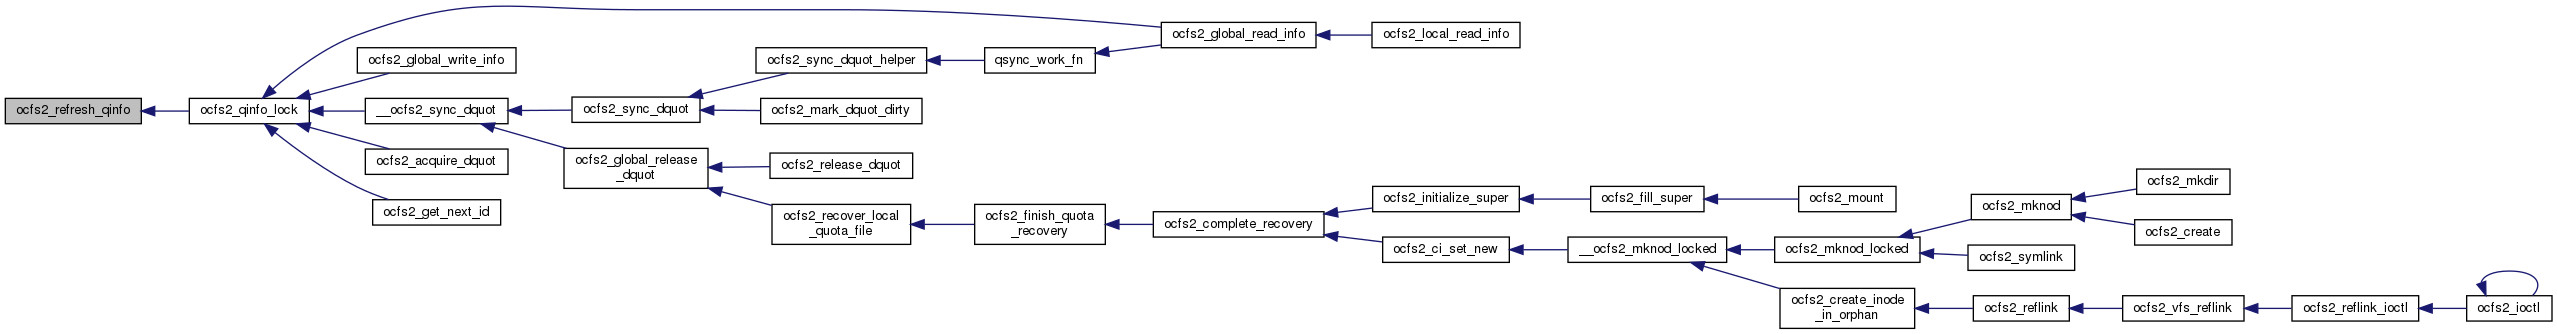 ocfs2_refresh_qinfo
ocfs2_qinfo_lock
ocfs2_global_read_info
ocfs2_local_read_info
ocfs2_global_write_info
ocfs2_sync_dquot_helper
qsync_work_fn
__ocfs2_sync_dquot
ocfs2_sync_dquot
ocfs2_mark_dquot_dirty
ocfs2_acquire_dquot
ocfs2_global_release
_dquot
ocfs2_release_dquot
ocfs2_get_next_id
ocfs2_recover_local
_quota_file
ocfs2_finish_quota
_recovery
ocfs2_complete_recovery
ocfs2_initialize_super
ocfs2_fill_super
ocfs2_mount
ocfs2_ci_set_new
__ocfs2_mknod_locked
ocfs2_mknod_locked
ocfs2_mknod
ocfs2_mkdir
ocfs2_create
ocfs2_symlink
ocfs2_create_inode
_in_orphan
ocfs2_reflink
ocfs2_vfs_reflink
ocfs2_reflink_ioctl
ocfs2_ioctl